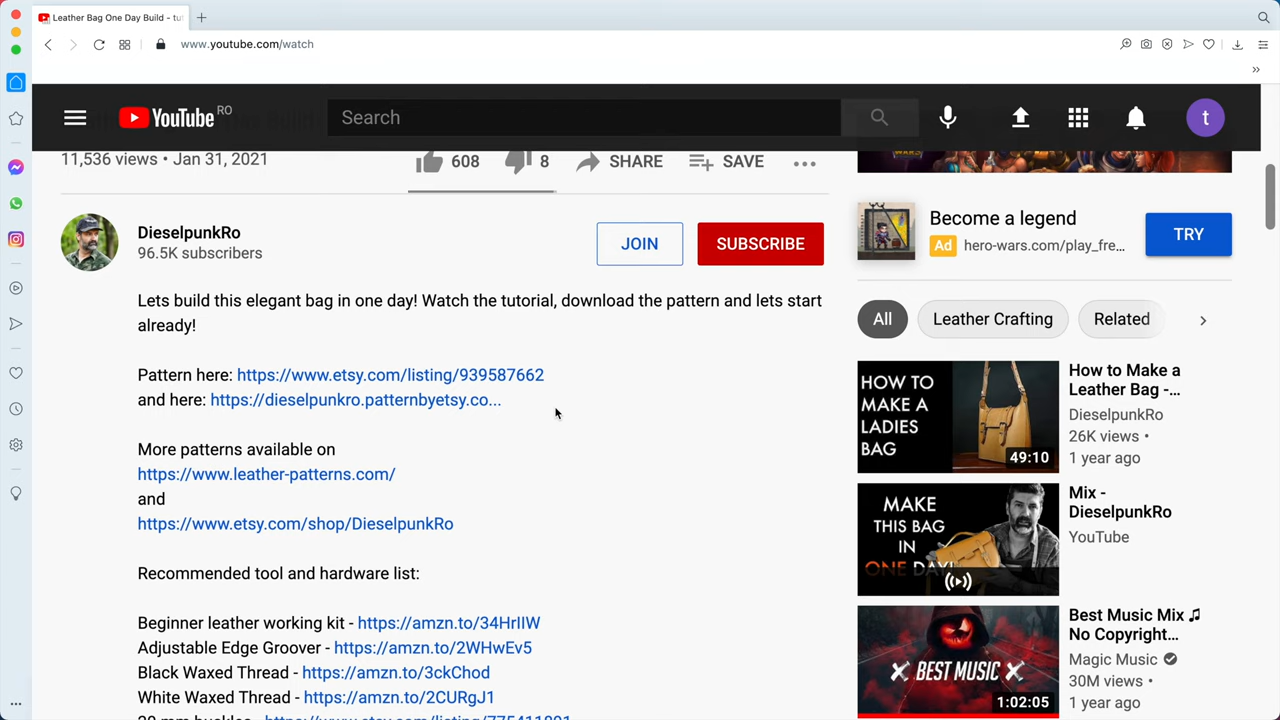 Leather Bag One Day Build - tut
www.youtube.com/watch
YouTube RO
Search
t
11,536 views • Jan 31, 2021
608
8
SHARE
SAVE
DieselpunkRo
96.5K subscribers
JOIN
SUBSCRIBE
Lets build this elegant bag in one day! Watch the tutorial, download the pattern and lets start
already!
Pattern here: https://www.etsy.com/listing/939587662
and here: https://dieselpunkro.patternbyetsy.co...
More patterns available on
https://www.leather-patterns.com/
and
https://www.etsy.com/shop/DieselpunkRo
Recommended tool and hardware list:
Beginner leather working kit - https://amzn.to/34HrIIW
Adjustable Edge Groover - https://amzn.to/2WHwEv5
Black Waxed Thread - https://amzn.to/3ckChod
White Waxed Thread - https://amzn.to/2CURgJ1
Become a legend
Ad hero-wars.com/play_fre...
TRY
All
Leather Crafting
Related
HOW TO
MAKE A
LADIES
BAG
49:10
How to Make a
Leather Bag -...
DieselpunkRo
26K views •
1 year ago
MAKE
THIS BAG
IN
ONE DAY!
Mix -
DieselpunkRo
YouTube
BEST MUSIC
1:02:05
Best Music Mix ♫
No Copyright...
Magic Music
30M views •
1 year ago